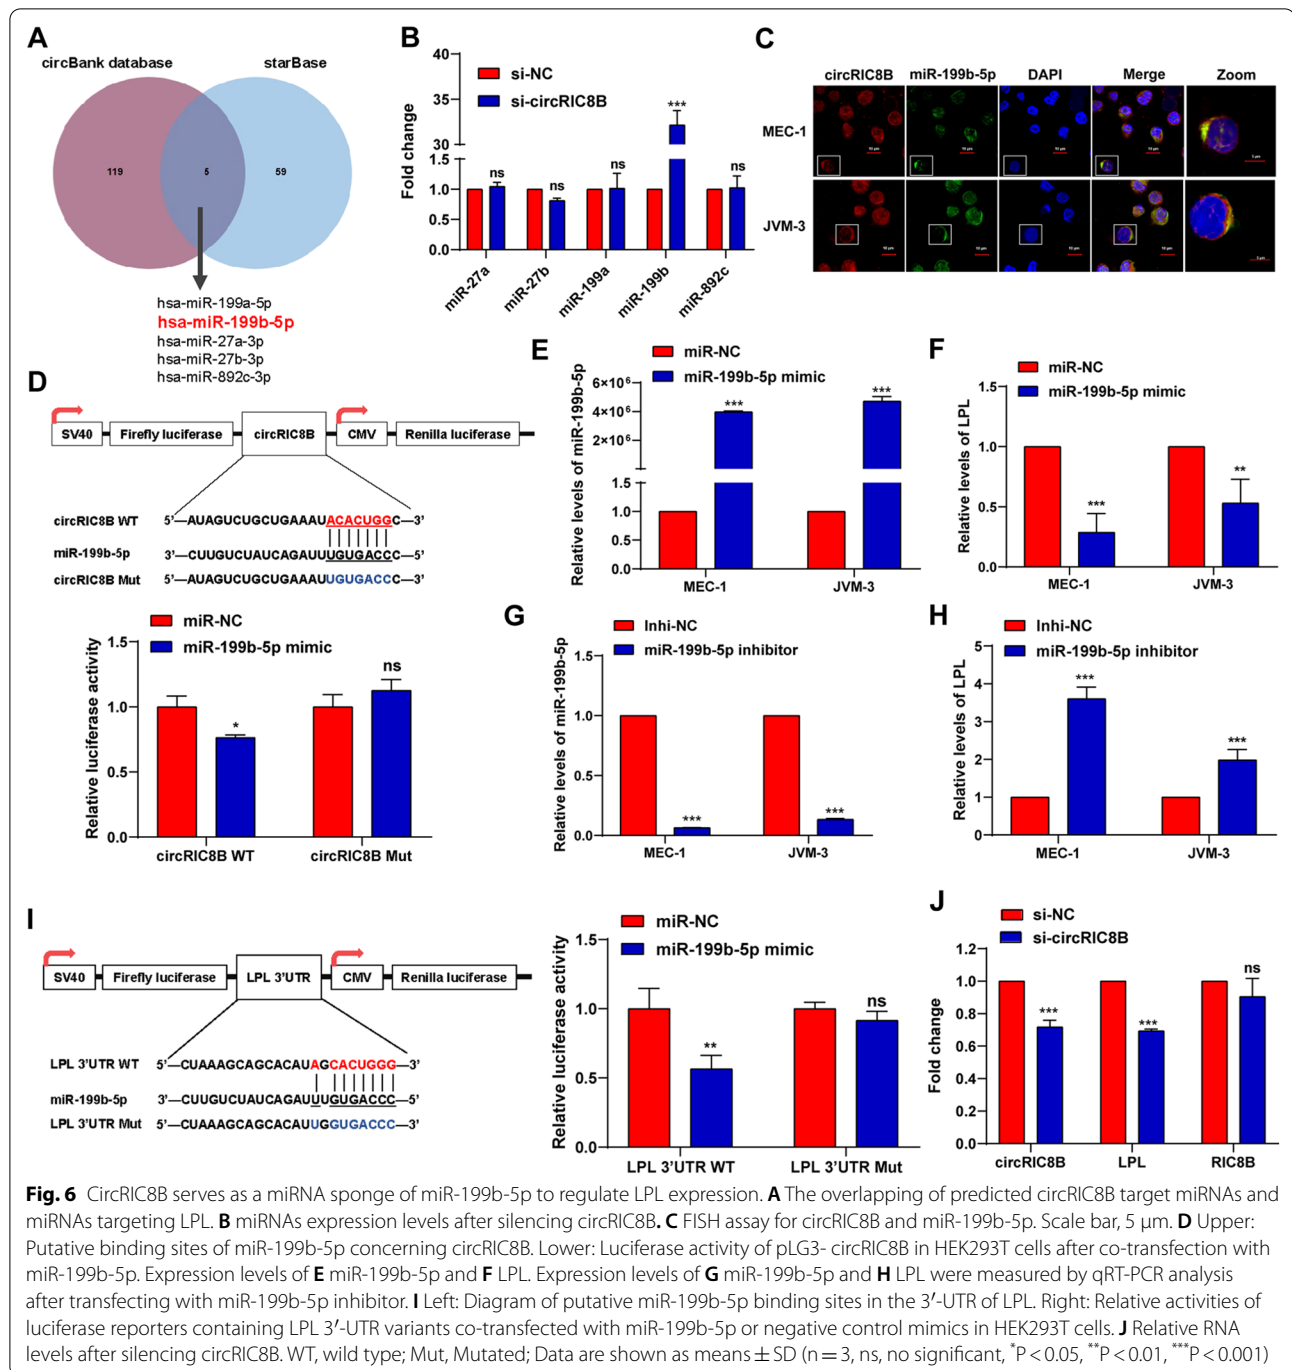 A
circBank database
starBase
119
5
59
hsa-miR-199a-5p
hsa-miR-199b-5p
hsa-miR-27a-3p
hsa-miR-27b-3p
hsa-miR-892c-3p
B
si-NC
si-circRIC8B
Fold change
40
35
30
1.5
1.0
0.5
0.0
ns
ns
ns
***
ns
miR-27a
miR-27b
miR-199a
miR-199b
miR-892c
C
circRIC8B
miR-199b-5p
DAPI
Merge
Zoom
MEC-1
10 μm
10 μm
10 μm
10 μm
5 μm
JVM-3
10 μm
10 μm
10 μm
10 μm
5 μm
D
SV40
Firefly luciferase
circRIC8B
CMV
Renilla luciferase
circRIC8B WT 5’—AUAGUCUGCUGAAAUACACUGGC—3’
miR-199b-5p 3’—CUUGUCUAUCAGAUUUGUGACCC—5’
circRIC8B Mut 5’—AUAGUCUGCUGAAAUUGUGACCC—3’
miR-NC
miR-199b-5p mimic
Relative luciferase activity
1.5
1.0
0.5
0.0
*
ns
circRIC8B WT
circRIC8B Mut
E
miR-NC
miR-199b-5p mimic
Relative levels of miR-199b-5p
6×10⁶
4×10⁶
2×10⁶
1.5
1.0
0.5
0.0
***
***
MEC-1
JVM-3
F
miR-NC
miR-199b-5p mimic
Relative levels of LPL
1.5
1.0
0.5
0.0
***
**
MEC-1
JVM-3
G
Inhi-NC
miR-199b-5p inhibitor
Relative levels of miR-199b-5p
1.5
1.0
0.5
0.0
***
***
MEC-1
JVM-3
H
Inhi-NC
miR-199b-5p inhibitor
Relative levels of LPL
5
4
3
2
1
0
***
***
MEC-1
JVM-3
I
SV40
Firefly luciferase
LPL 3’UTR
CMV
Renilla luciferase
LPL 3’UTR WT 5’—CUAAAGCAGCACAUAGCACUGGG—3’
miR-199b-5p 3’—CUUGUCUAUCAGAUUUGUGACCC—5’
LPL 3’UTR Mut 5’—CUAAAGCAGCACAUUGGUGACCC—3’
miR-NC
miR-199b-5p mimic
Relative luciferase activity
1.5
1.0
0.5
0.0
**
ns
LPL 3’UTR WT
LPL 3’UTR Mut
J
si-NC
si-circRIC8B
Fold change
1.2
1.0
0.8
0.6
0.4
0.2
0.0
***
***
ns
circRIC8B
LPL
RIC8B
Fig. 6 CircRIC8B serves as a miRNA sponge of miR-199b-5p to regulate LPL expression. A The overlapping of predicted circRIC8B target miRNAs and
miRNAs targeting LPL. B miRNAs expression levels after silencing circRIC8B. C FISH assay for circRIC8B and miR-199b-5p. Scale bar, 5 μm. D Upper:
Putative binding sites of miR-199b-5p concerning circRIC8B. Lower: Luciferase activity of pLG3- circRIC8B in HEK293T cells after co-transfection with
miR-199b-5p. Expression levels of E miR-199b-5p and F LPL. Expression levels of G miR-199b-5p and H LPL were measured by qRT-PCR analysis
after transfecting with miR-199b-5p inhibitor. I Left: Diagram of putative miR-199b-5p binding sites in the 3′-UTR of LPL. Right: Relative activities of
luciferase reporters containing LPL 3′-UTR variants co-transfected with miR-199b-5p or negative control mimics in HEK293T cells. J Relative RNA
levels after silencing circRIC8B. WT, wild type; Mut, Mutated; Data are shown as means ± SD (n = 3, ns, no significant, *P < 0.05, **P < 0.01, ***P < 0.001)